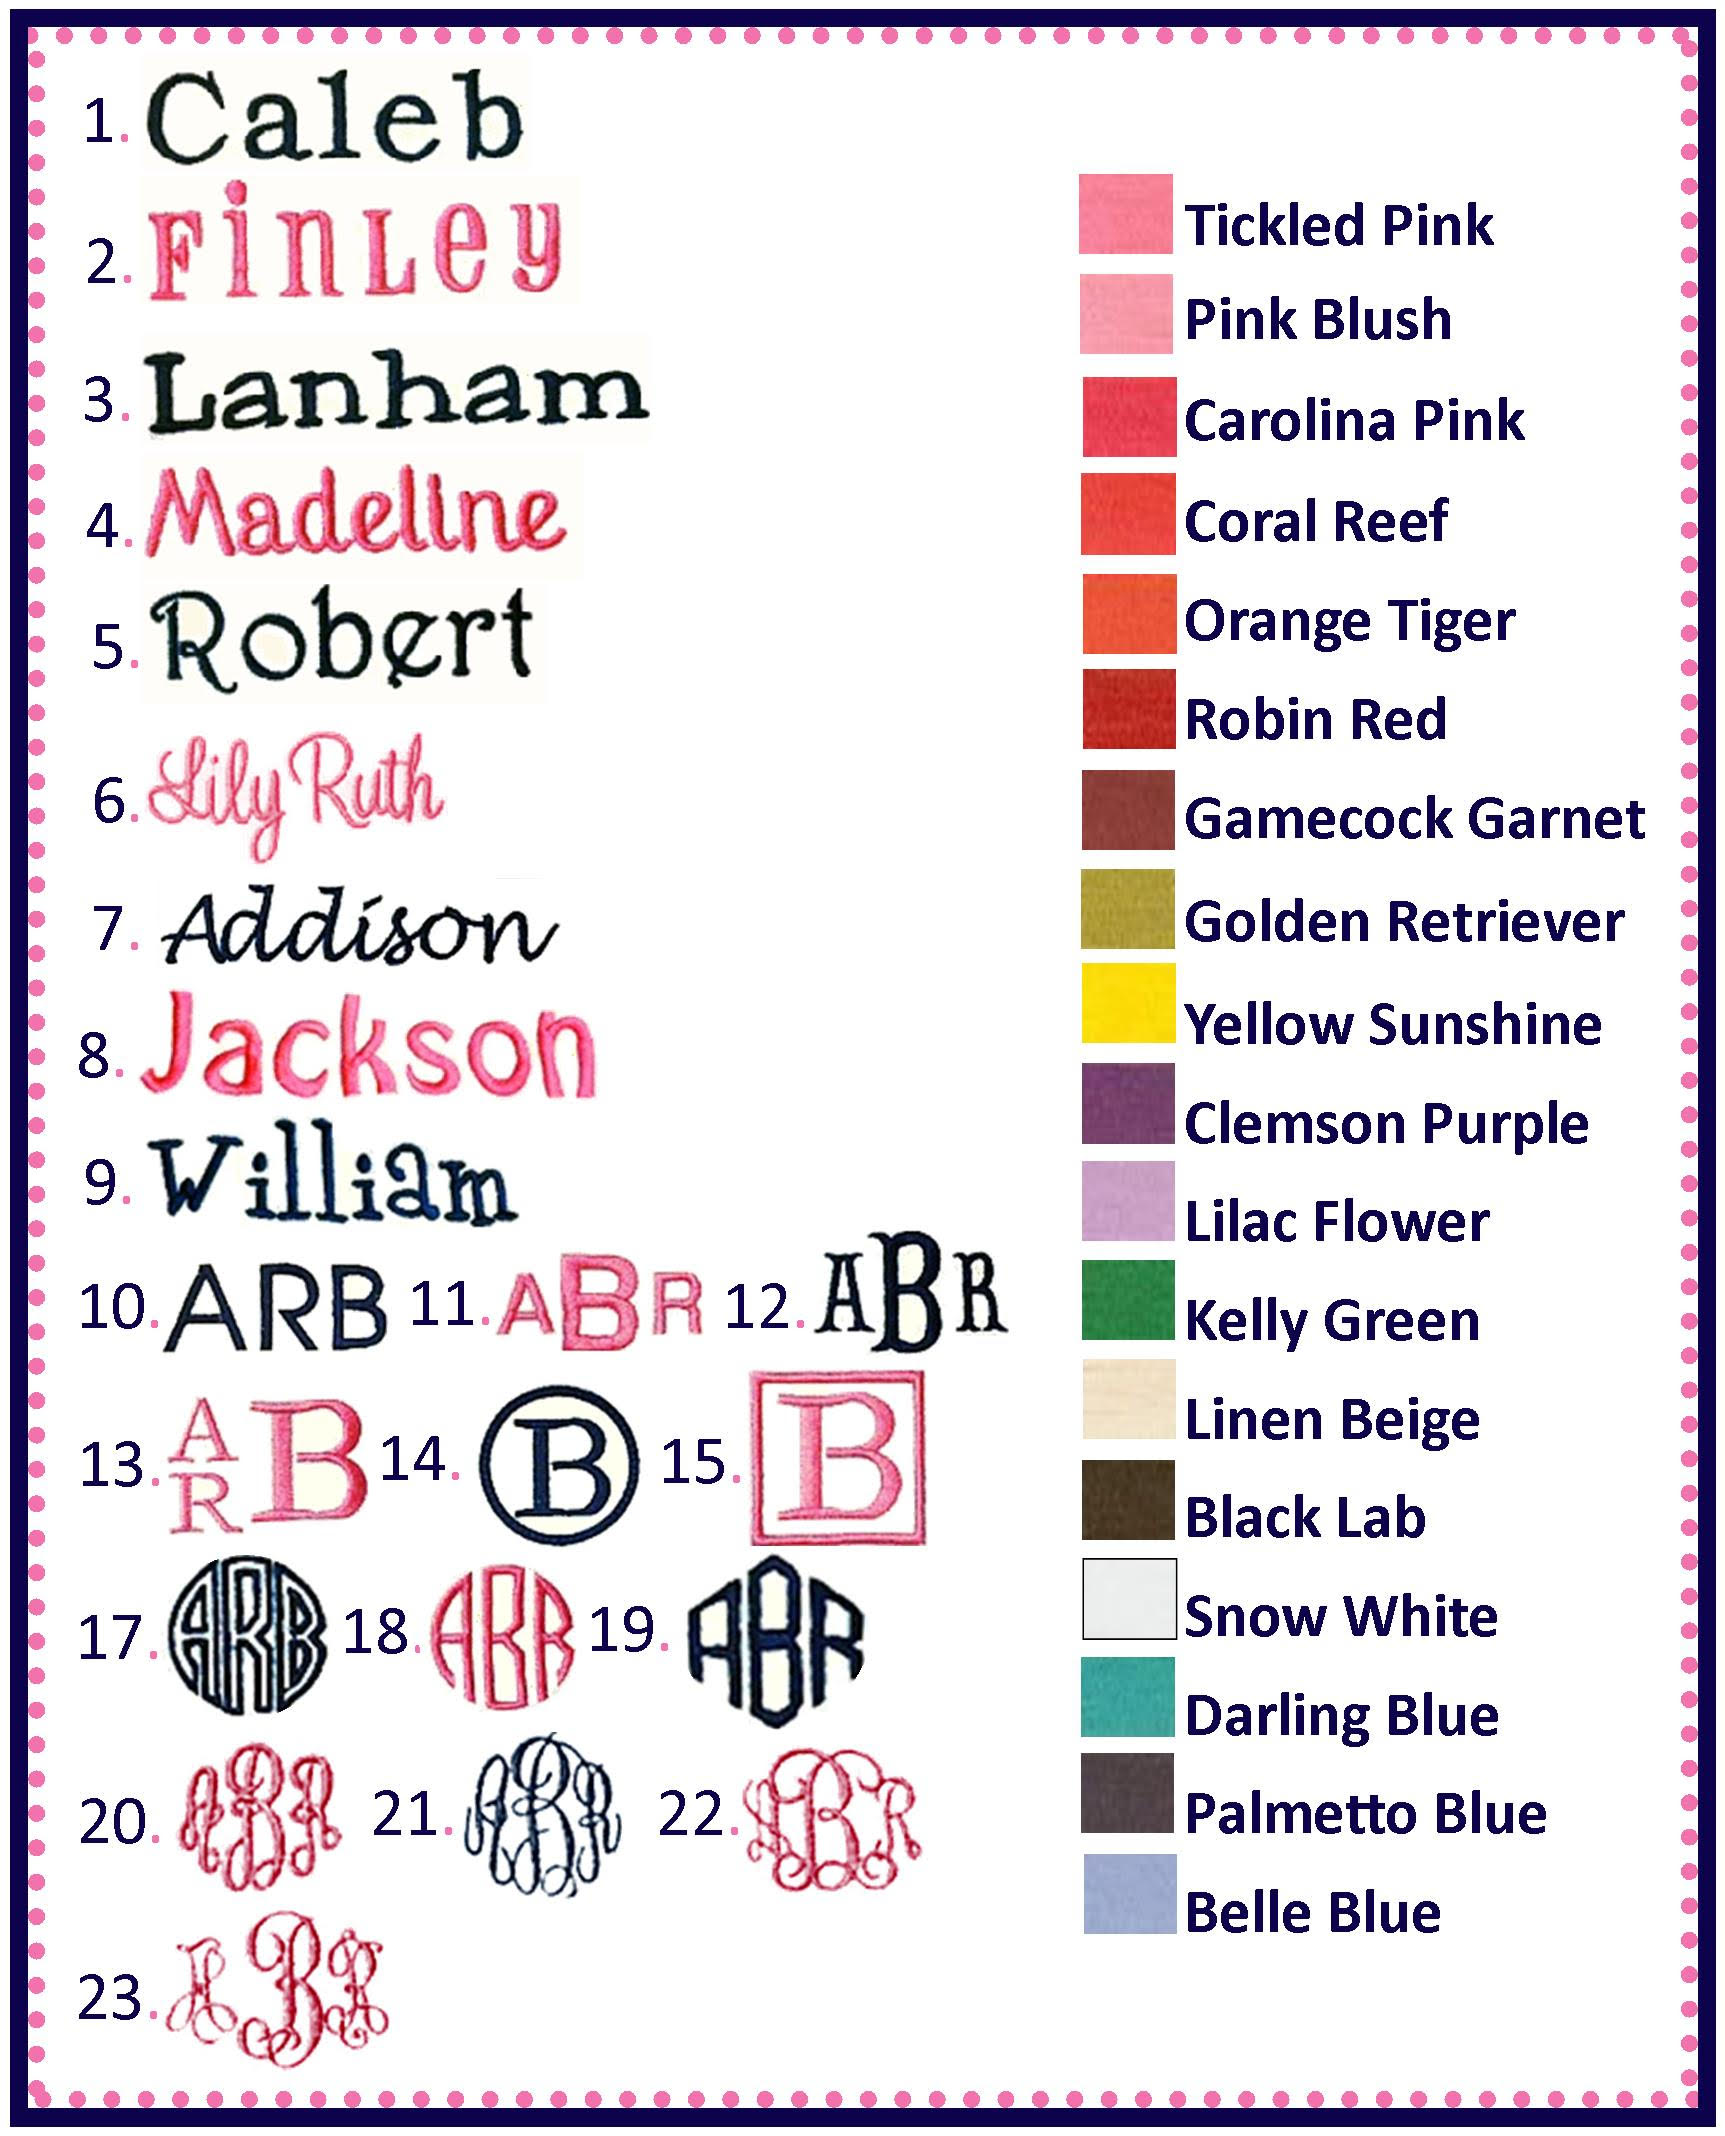 1. Caleb
2. FinLey
3. Lanham
4. Madeline
5. Robert
6. Lily Ruth
7. Addison
8. Jackson
9. William
10. ARB 11. ABR 12. ABR
13. A R B 14. B 15. B
17. ARB 18. ABR 19. ABR
20. ABR 21. ABR 22. ABR
23. ABR
Tickled Pink
Pink Blush
Carolina Pink
Coral Reef
Orange Tiger
Robin Red
Gamecock Garnet
Golden Retriever
Yellow Sunshine
Clemson Purple
Lilac Flower
Kelly Green
Linen Beige
Black Lab
Snow White
Darling Blue
Palmetto Blue
Belle Blue